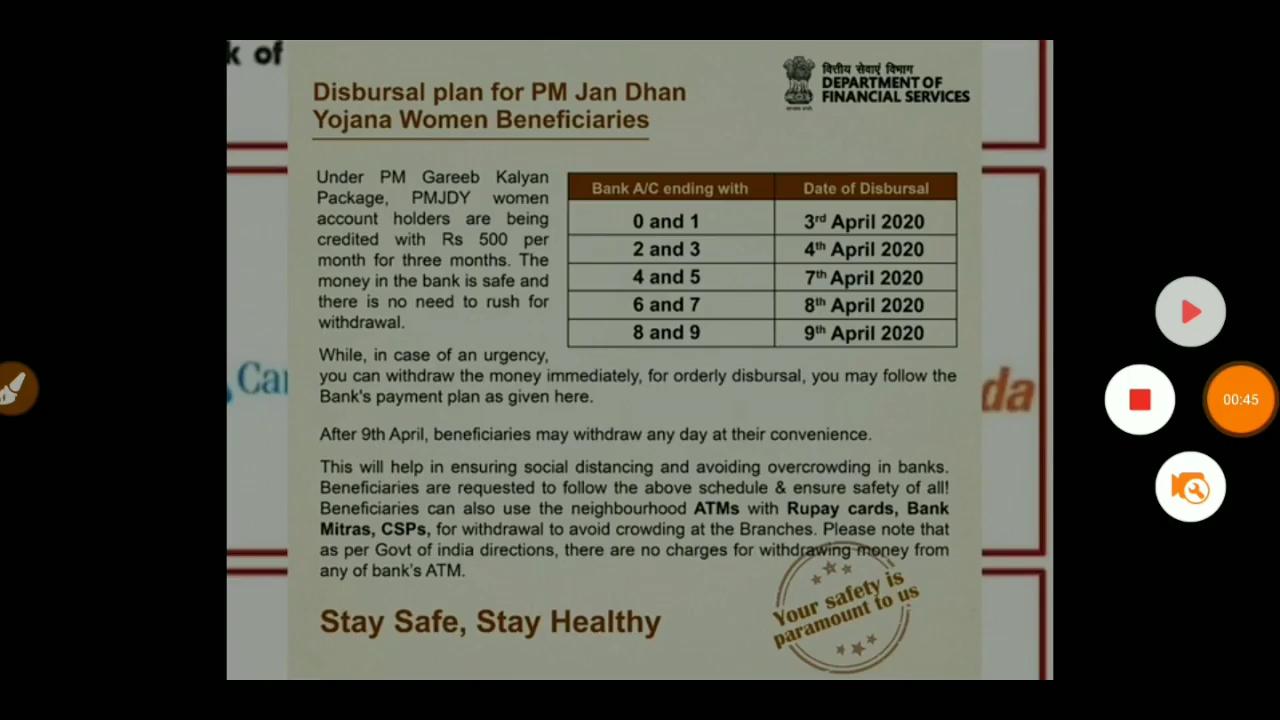 k of
Disbursal plan for PM Jan Dhan
Yojana Women Beneficiaries
वित्तीय सेवाएं विभाग
DEPARTMENT OF
FINANCIAL SERVICES
Under PM Gareeb Kalyan
Package, PMJDY women
account holders are being
credited with Rs 500 per
month for three months. The
money in the bank is safe and
there is no need to rush for
withdrawal.
Bank A/C ending with Date of Disbursal
0 and 1 3rd April 2020
2 and 3 4th April 2020
4 and 5 7th April 2020
6 and 7 8th April 2020
8 and 9 9th April 2020
While, in case of an urgency,
you can withdraw the money immediately, for orderly disbursal, you may follow the
Bank's payment plan as given here.
After 9th April, beneficiaries may withdraw any day at their convenience.
This will help in ensuring social distancing and avoiding overcrowding in banks.
Beneficiaries are requested to follow the above schedule & ensure safety of all!
Beneficiaries can also use the neighbourhood ATMs with Rupay cards, Bank
Mitras, CSPs, for withdrawal to avoid crowding at the Branches. Please note that
as per Govt of india directions, there are no charges for withdrawing money from
any of bank's ATM.
Stay Safe, Stay Healthy
Your safety is
paramount to us
Can
da
00:45